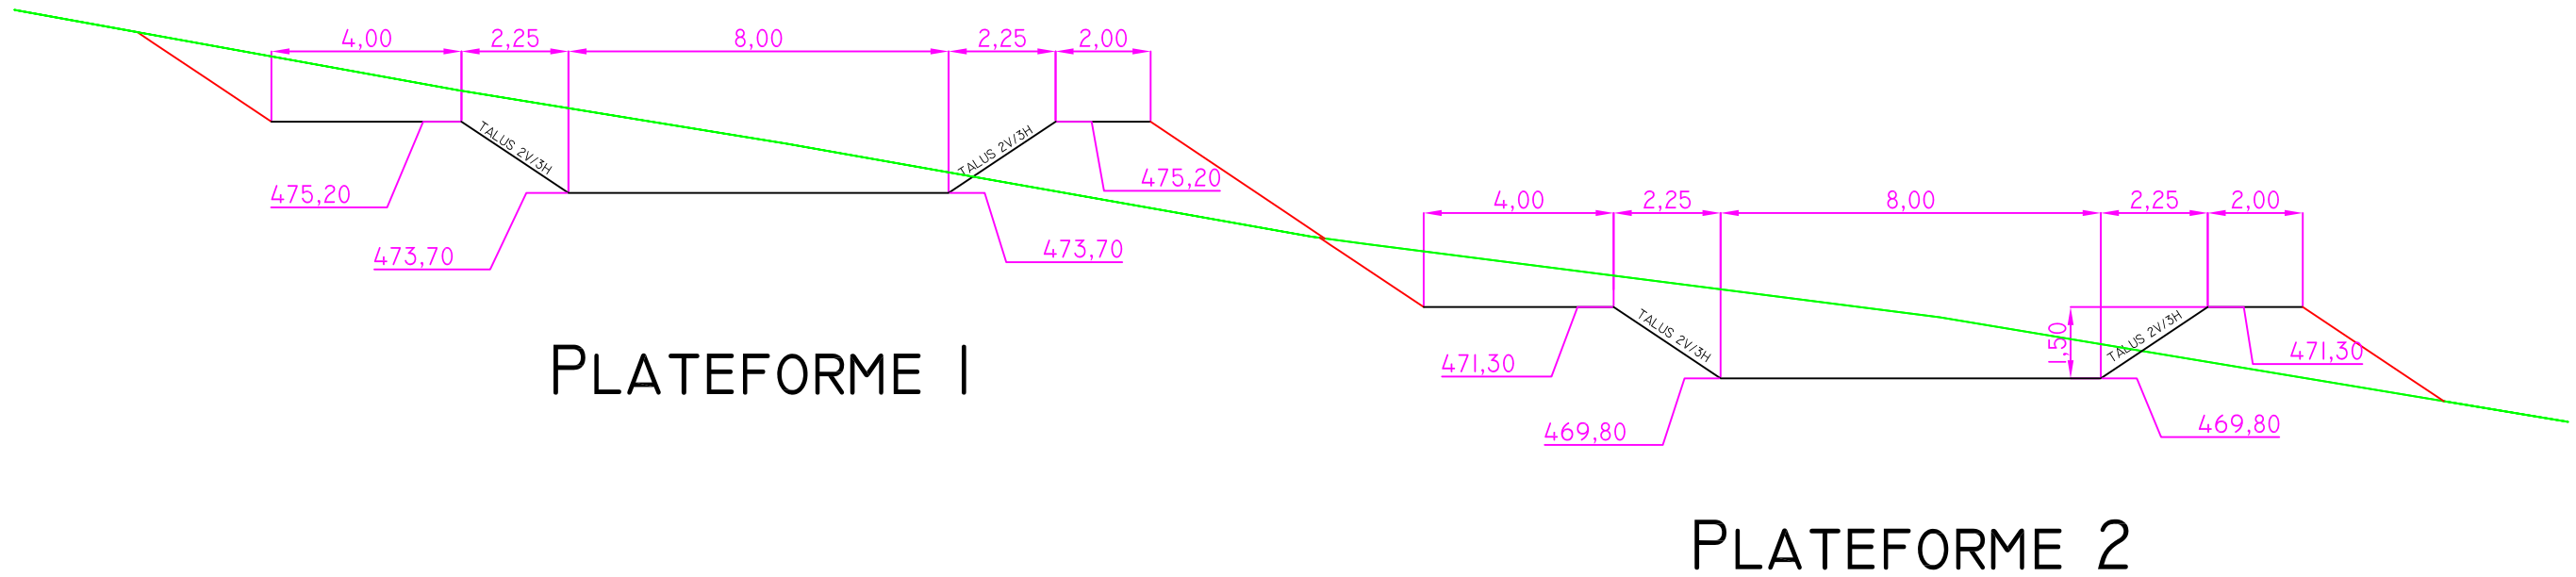 4,00 2,25 8,00 2,25 2,00
TALUS 2V/3H TALUS 2V/3H
475,20 475,20
473,70 473,70
PLATEFORME 1
4,00 2,25 8,00 2,25 2,00
TALUS 2V/3H 1,50 TALUS 2V/3H
471,30 471,30
469,80 469,80
PLATEFORME 2